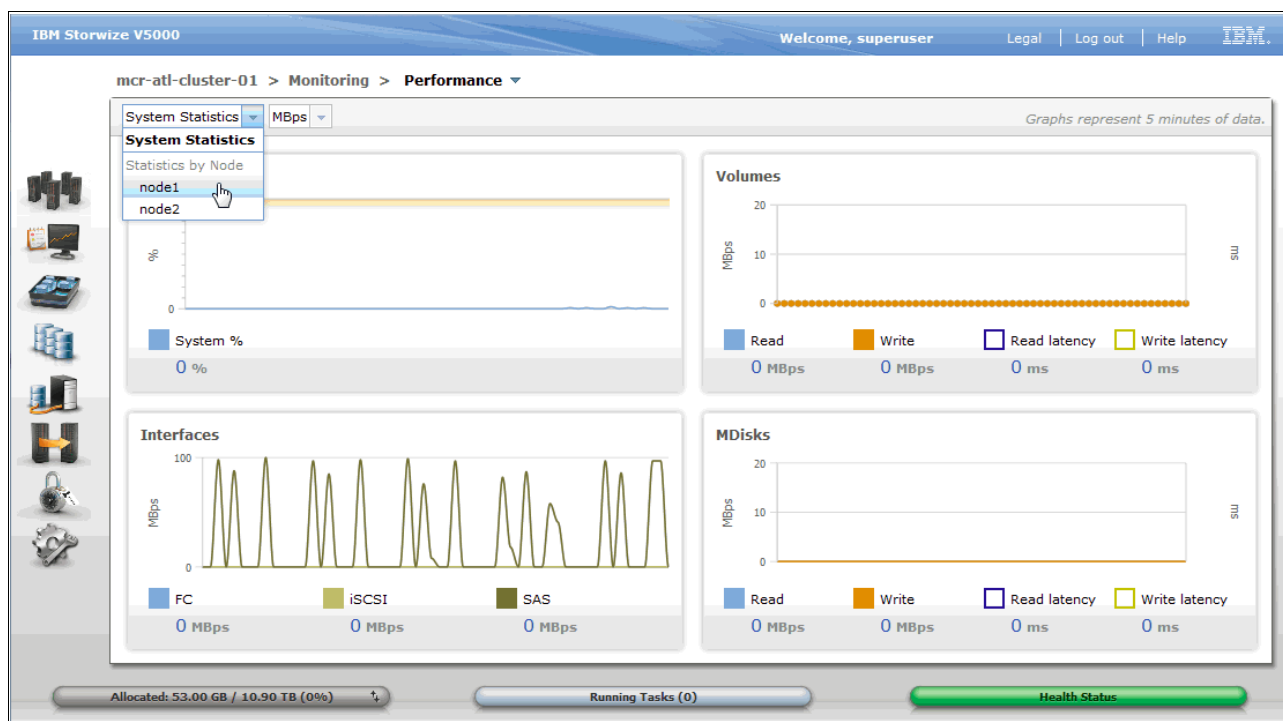 IBM Storwize V5000 Welcome, superuser Legal | Log out | Help IBM.
mcr-atl-cluster-01 > Monitoring > Performance
System Statistics MBps Graphs represent 5 minutes of data.
System Statistics
Statistics by Node
node1
node2
%
0
System %
0 %
Volumes
20
10
0
MBps
ms
Read Write Read latency Write latency
0 MBps 0 MBps 0 ms 0 ms
Interfaces
100
MBps
0
FC iSCSI SAS
0 MBps 0 MBps 0 MBps
MDisks
20
10
0
MBps
ms
Read Write Read latency Write latency
0 MBps 0 MBps 0 ms 0 ms
Allocated: 53.00 GB / 10.90 TB (0%) Running Tasks (0) Health Status